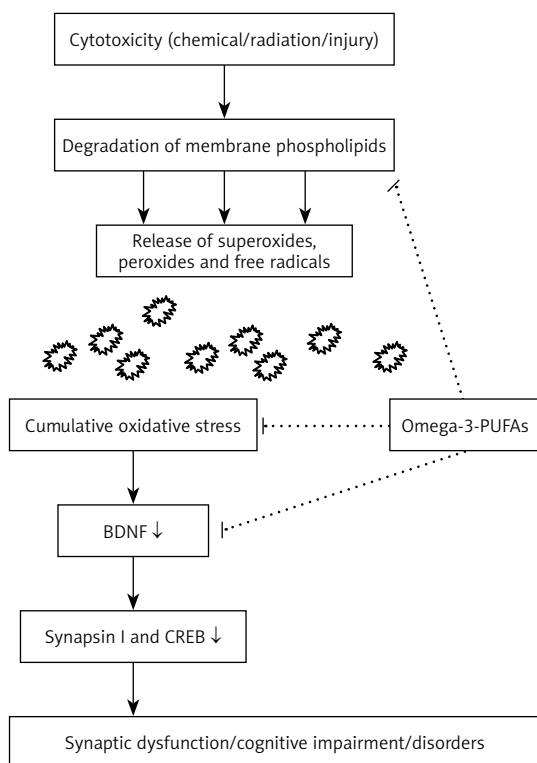 Cytotoxicity (chemical/radiation/injury)
Degradation of membrane phospholipids
Release of superoxides,
peroxides and free radicals
Cumulative oxidative stress
Omega-3-PUFAs
BDNF ↓
Synapsin I and CREB ↓
Synaptic dysfunction/cognitive impairment/disorders